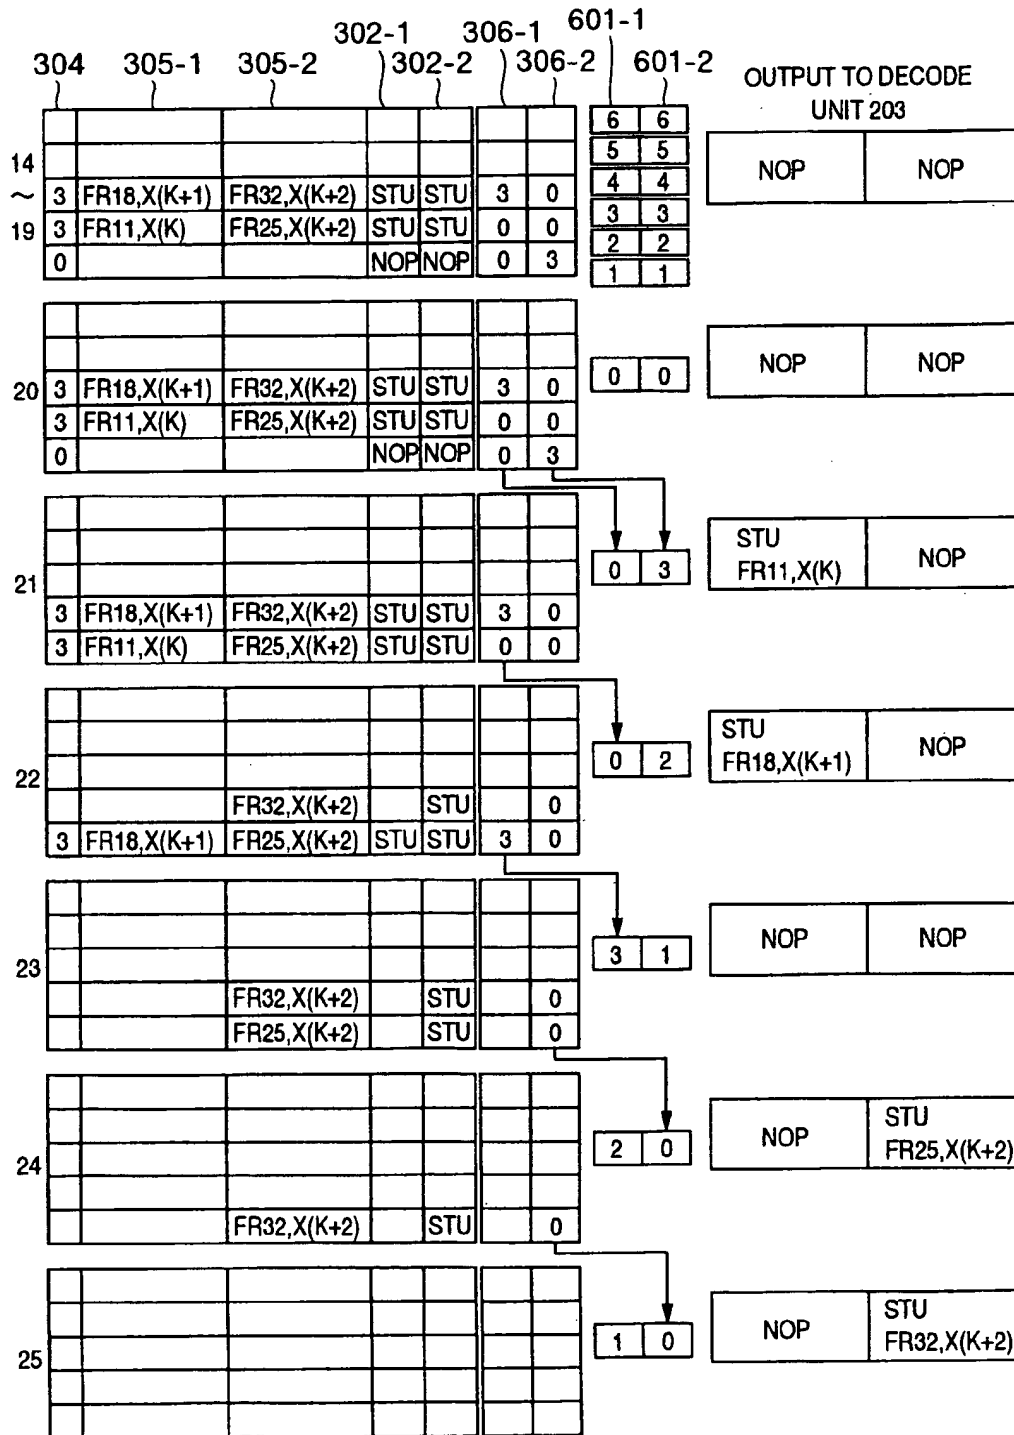 302-1 306-1 601-1
304 305-1 305-2 302-2 306-2 601-2
OUTPUT TO DECODE
UNIT 203
14
~
19
3 FR18,X(K+1) FR32,X(K+2) STU STU 3 0
3 FR11,X(K) FR25,X(K+2) STU STU 0 0
0 NOP NOP 0 3
6 6
5 5
4 4
3 3
2 2
1 1
NOP NOP
20
3 FR18,X(K+1) FR32,X(K+2) STU STU 3 0
3 FR11,X(K) FR25,X(K+2) STU STU 0 0
0 NOP NOP 0 3
0 0
NOP NOP
21
3 FR18,X(K+1) FR32,X(K+2) STU STU 3 0
3 FR11,X(K) FR25,X(K+2) STU STU 0 0
0 3
STU
FR11,X(K) NOP
22
FR32,X(K+2) STU 0
3 FR18,X(K+1) FR25,X(K+2) STU STU 3 0
0 2
STU
FR18,X(K+1) NOP
23
FR32,X(K+2) STU 0
FR25,X(K+2) STU 0
3 1
NOP NOP
24
FR32,X(K+2) STU 0
2 0
NOP STU
FR25,X(K+2)
25
1 0
NOP STU
FR32,X(K+2)